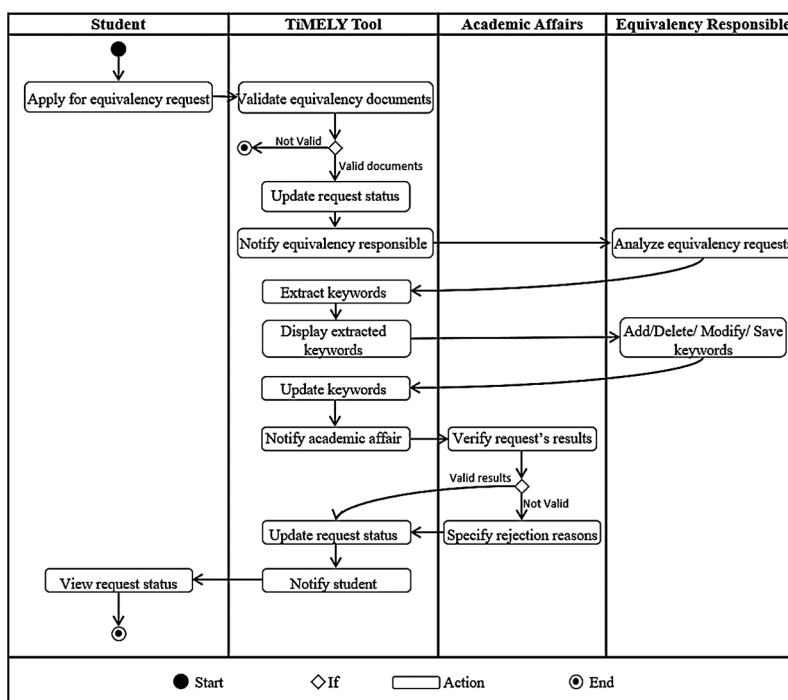 Student
TiMELY Tool
Academic Affairs
Equivalency Responsible
Apply for equivalency request
Validate equivalency documents
Not Valid
Valid documents
Update request status
Notify equivalency responsible
Analyze equivalency requests
Extract keywords
Display extracted
keywords
Add/Delete/ Modify/ Save
keywords
Update keywords
Notify academic affair
Verify request's results
Valid results
Not Valid
Update request status
Specify rejection reasons
View request status
Notify student
Start
If
Action
End